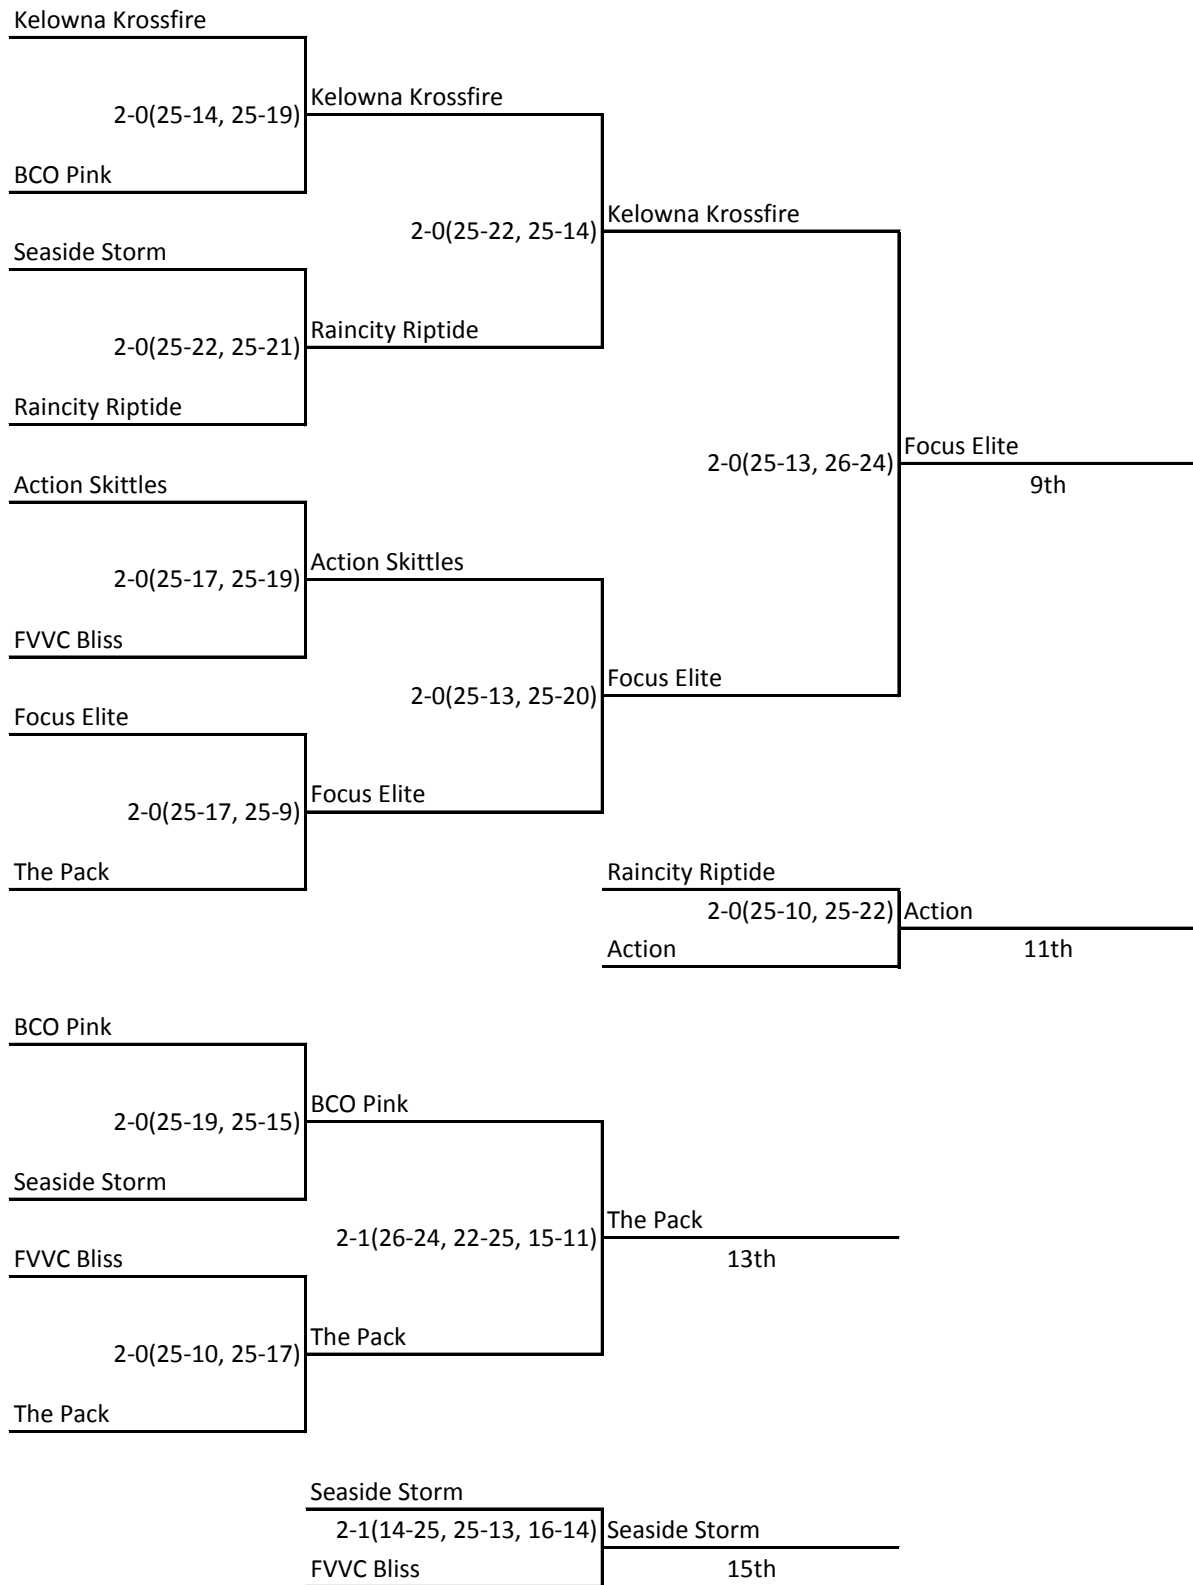 Kelowna Krossfire
2-0(25-14, 25-19)
Kelowna Krossfire
BCO Pink
2-0(25-22, 25-14)
Kelowna Krossfire
Seaside Storm
2-0(25-22, 25-21)
Raincity Riptide
Raincity Riptide
2-0(25-13, 26-24)
Focus Elite
9th
Action Skittles
2-0(25-17, 25-19)
Action Skittles
FVVC Bliss
2-0(25-13, 25-20)
Focus Elite
Focus Elite
2-0(25-17, 25-9)
Focus Elite
The Pack
Raincity Riptide
2-0(25-10, 25-22)
Action
Action
11th
BCO Pink
2-0(25-19, 25-15)
BCO Pink
Seaside Storm
2-1(26-24, 22-25, 15-11)
The Pack
13th
FVVC Bliss
2-0(25-10, 25-17)
The Pack
The Pack
Seaside Storm
2-1(14-25, 25-13, 16-14)
Seaside Storm
FVVC Bliss
15th